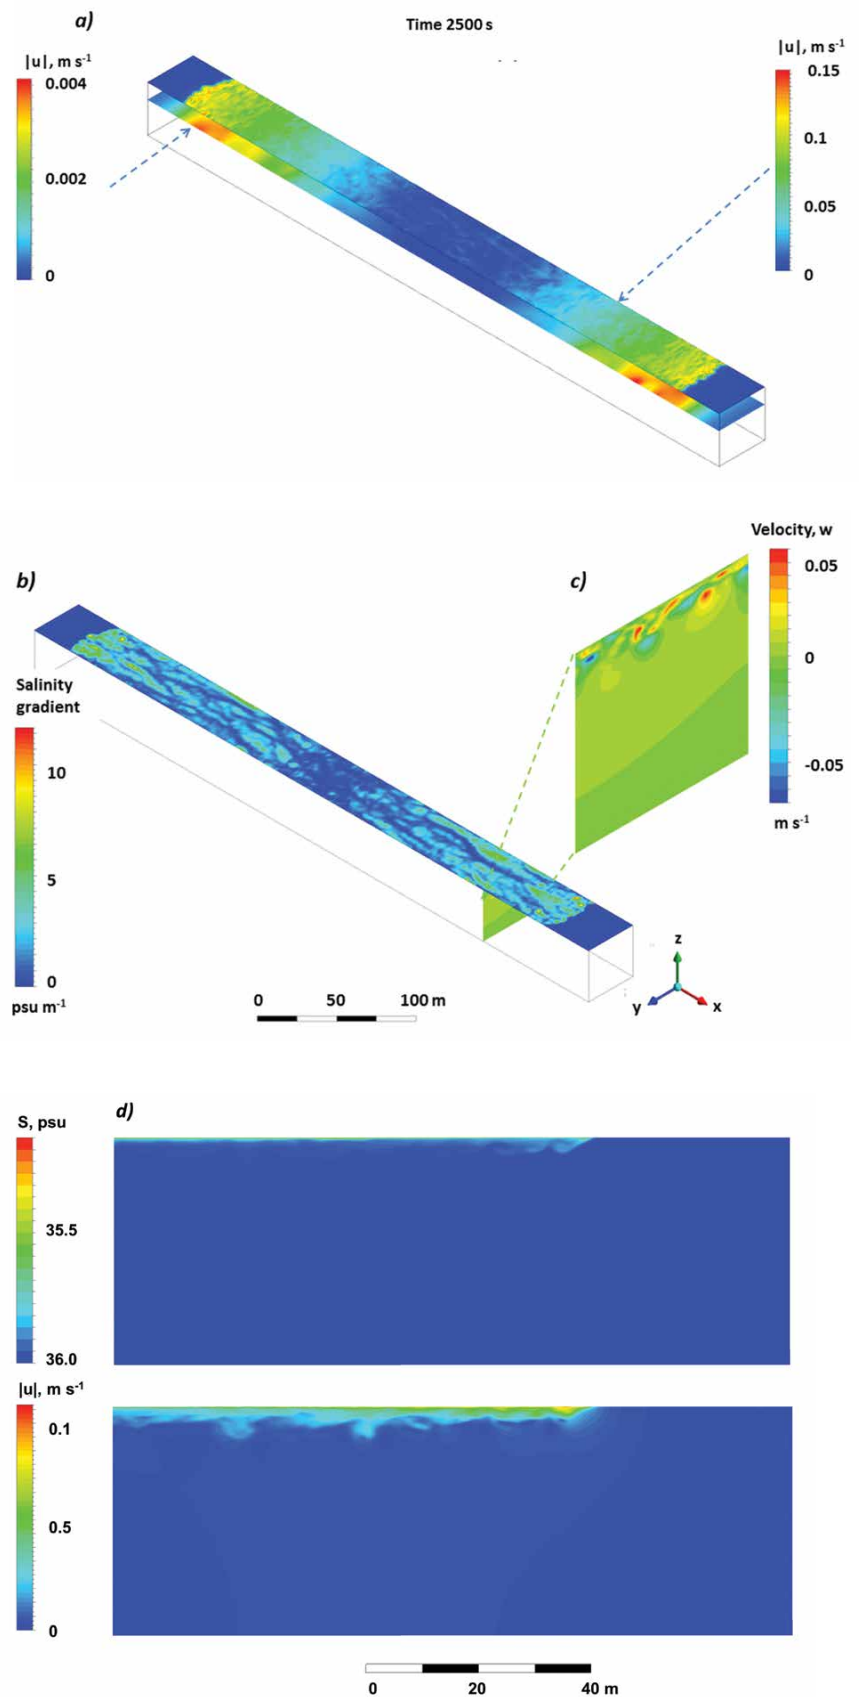 a)
Time 2500 s
|u|, m s-1
0.004
0.002
0
|u|, m s-1
0.15
0.1
0.05
0
b)
c)
Velocity, w
0.05
0
-0.05
m s-1
Salinity
gradient
10
5
0
psu m-1
0 50 100 m
z
y
x
d)
S, psu
35.5
36.0
|u|, m s-1
0.1
0.5
0
0 20 40 m